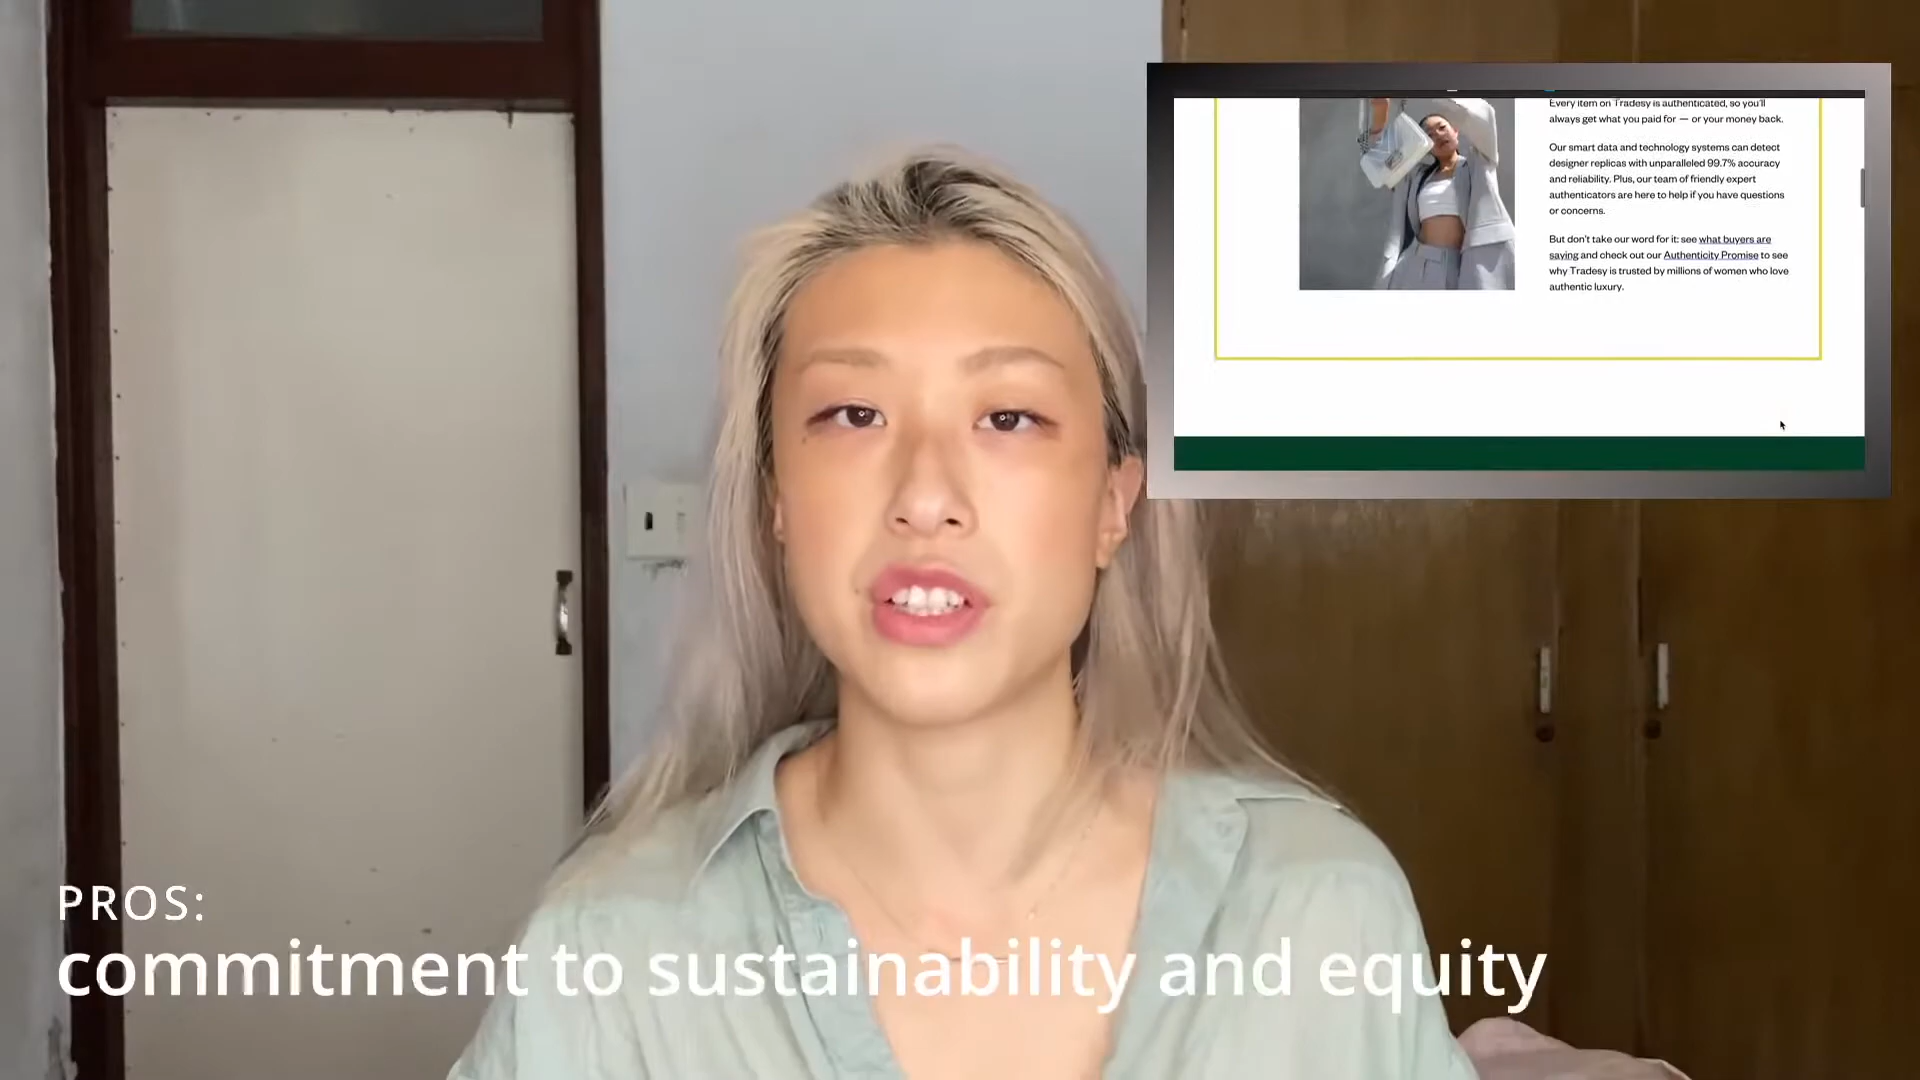 Every item on Tradesy is authenticated, so you'll
always get what you paid for — or your money back.
Our smart data and technology systems can detect
designer replicas with unparalleled 99.7% accuracy
and reliability. Plus, our team of friendly expert
authenticators are here to help if you have questions
or concerns.
But don't take our word for it: see what buyers are
saying and check out our Authenticity Promise to see
why Tradesy is trusted by millions of women who love
authentic luxury.
PROS:
commitment to sustainability and equity